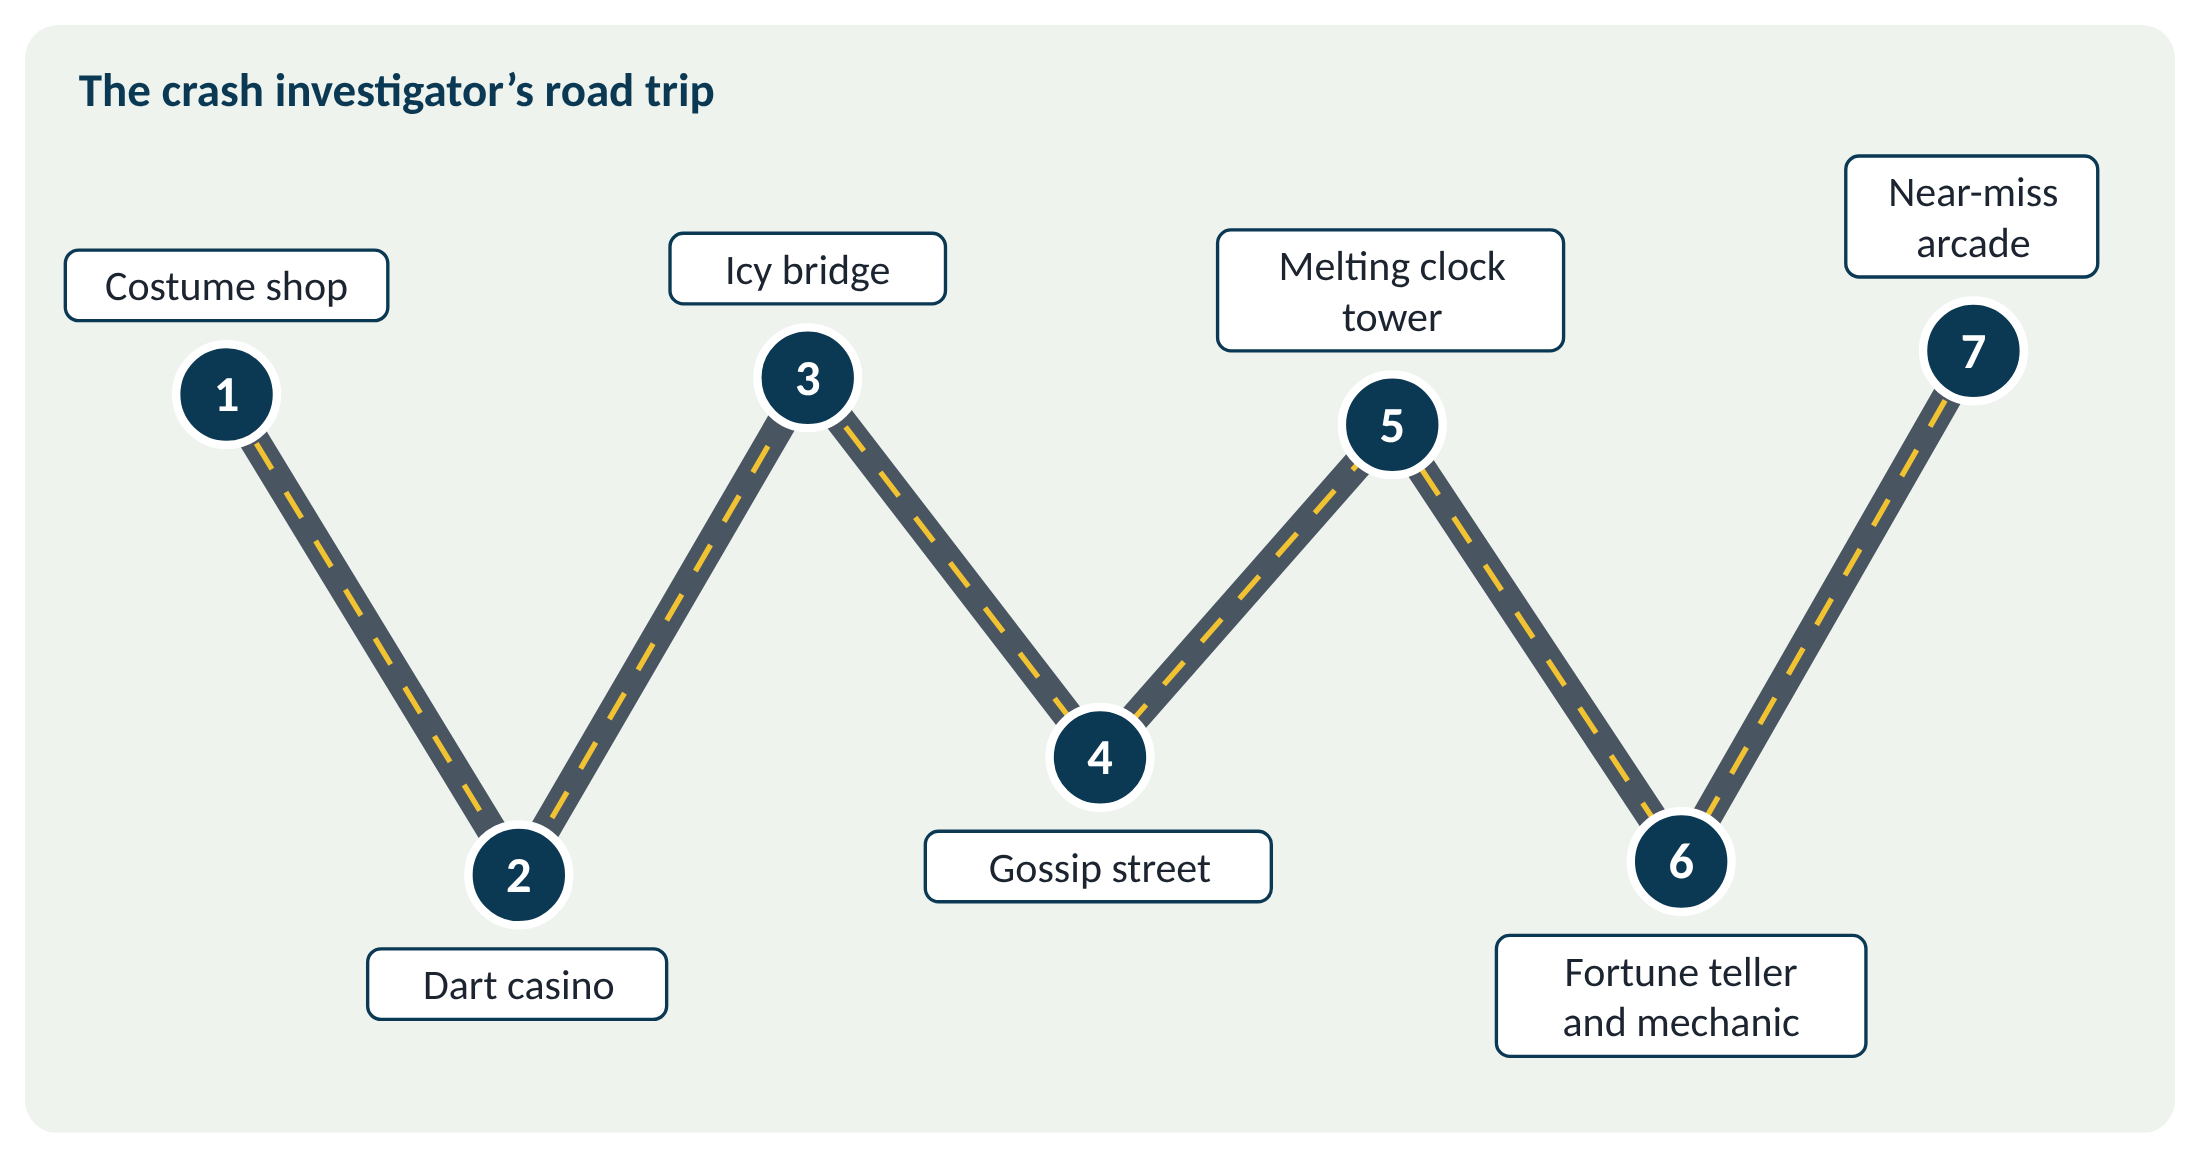 The crash investigator’s road trip
1
Costume shop
2
Dart casino
3
Icy bridge
4
Gossip street
5
Melting clock
tower
6
Fortune teller
and mechanic
7
Near-miss
arcade